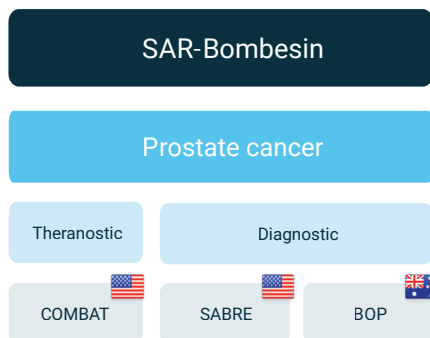 SAR-Bombesin
Prostate cancer
Theranostic
Diagnostic
COMBAT
SABRE
BOP